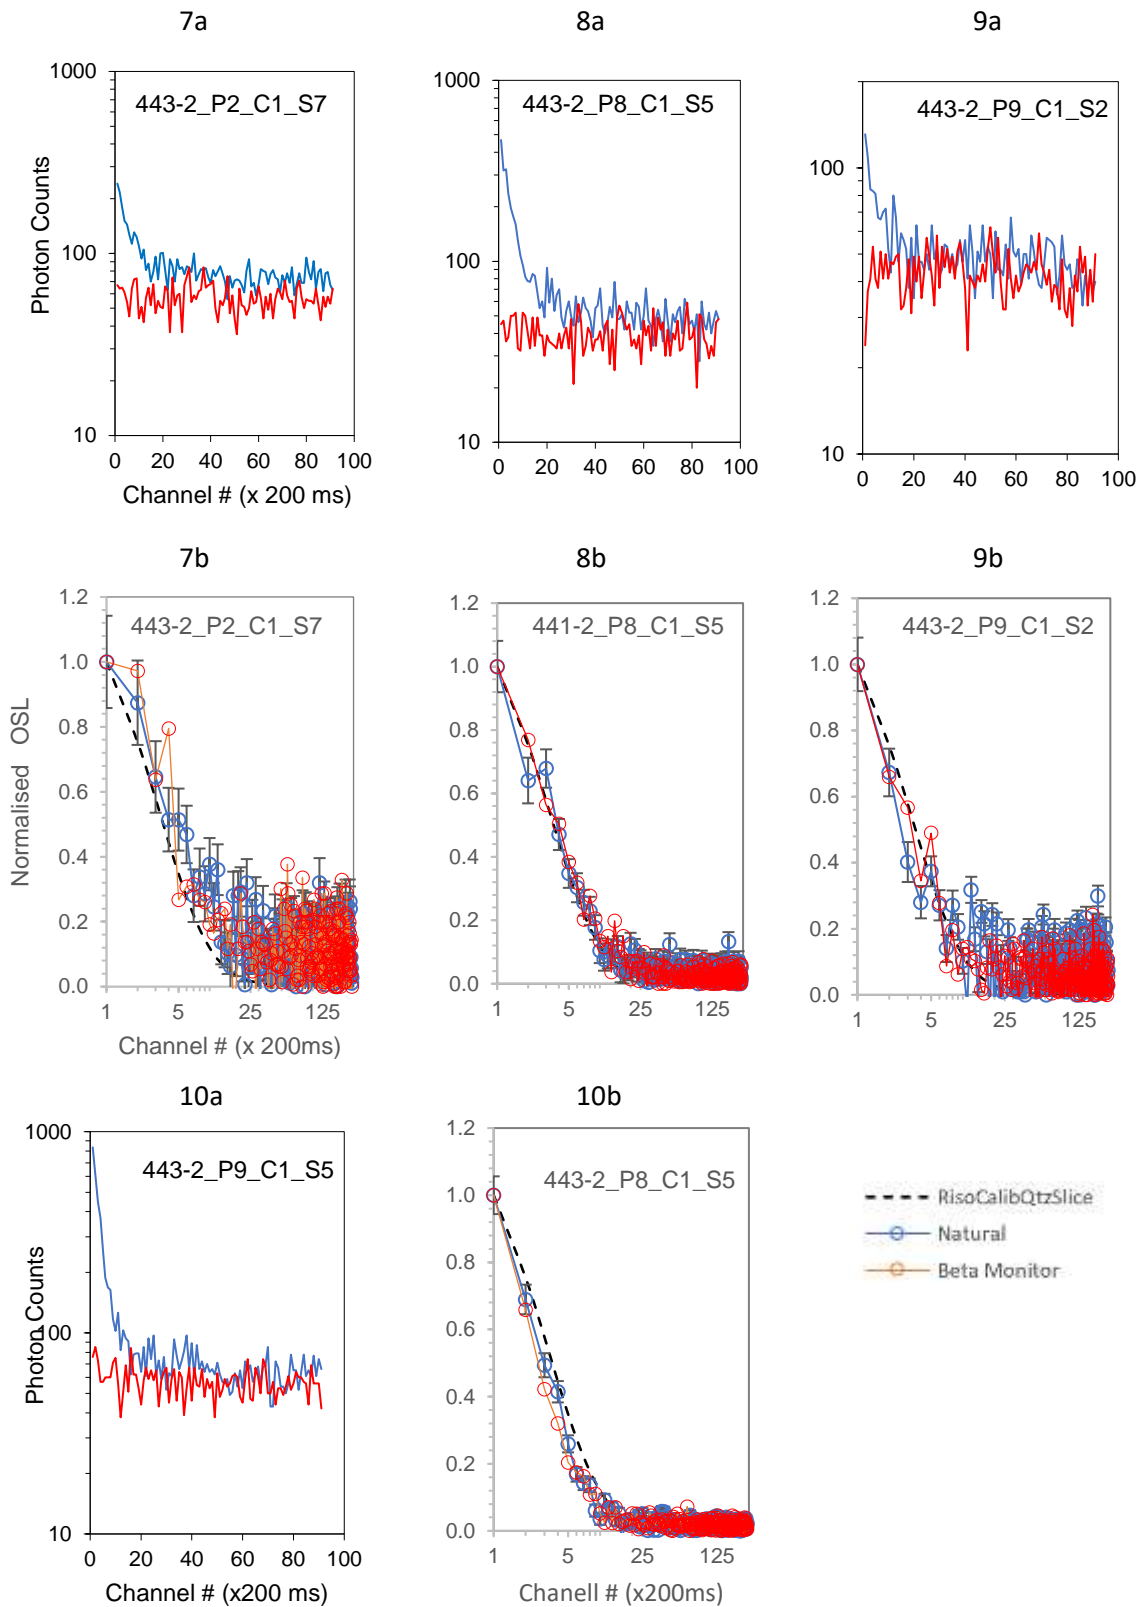 7a
8a
9a
1000
100
10
Photon Counts
443-2_P2_C1_S7
0 20 40 60 80 100
Channel # (x 200 ms)
1000
100
10
443-2_P8_C1_S5
0 20 40 60 80 100
100
10
443-2_P9_C1_S2
0 20 40 60 80 100
7b
8b
9b
1.2
1.0
0.8
0.6
0.4
0.2
0.0
Normalised OSL
443-2_P2_C1_S7
1 5 25 125
Channel # (x 200ms)
1.2
1.0
0.8
0.6
0.4
0.2
0.0
441-2_P8_C1_S5
1 5 25 125
1.2
1.0
0.8
0.6
0.4
0.2
0.0
443-2_P9_C1_S2
1 5 25 125
10a
10b
1000
100
10
Photon Counts
443-2_P9_C1_S5
0 20 40 60 80 100
Channel # (x200 ms)
1.2
1.0
0.8
0.6
0.4
0.2
0.0
443-2_P8_C1_S5
1 5 25 125
Chanell # (x200ms)
RisoCalibQtzSlice
Natural
Beta Monitor